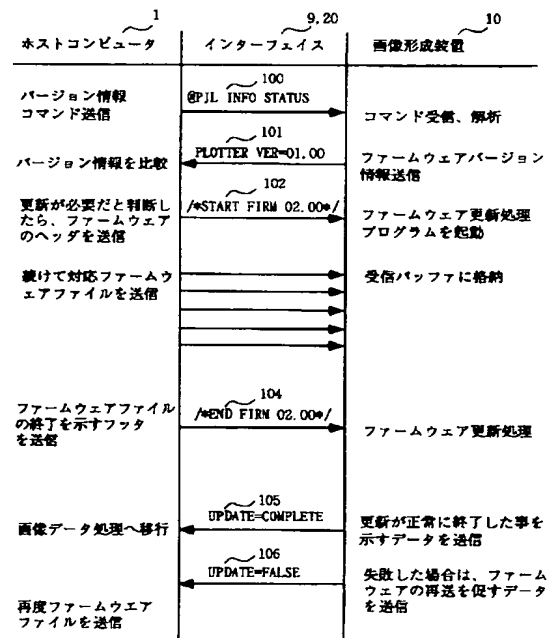 1
9,20
10
ホストコンピュータ
インターフェイス
画像形成装置
バージョン情報
コマンド送信
100
@PJL INFO STATUS
コマンド受信、解析
101
PLOTTER VER=01.00
バージョン情報を比較
ファームウェアバージョン
情報送信
102
更新が必要だと判断し
たら、ファームウェア
のヘッダを送信
/*START FIRM 02.00*/
ファームウェア更新処理
プログラムを起動
続けて対応ファームウ
ェアファイルを送信
受信バッファに格納
104
ファームウェアファイル
の終了を示すフッタ
を送信
/*END FIRM 02.00*/
ファームウェア更新処理
105
UPDATE=COMPLETE
画像データ処理へ移行
更新が正常に終了した事を
示すデータを送信
106
UPDATE=FALSE
失敗した場合は、ファーム
ウェアの再送を促すデータ
を送信
再度ファームウエア
ファイルを送信